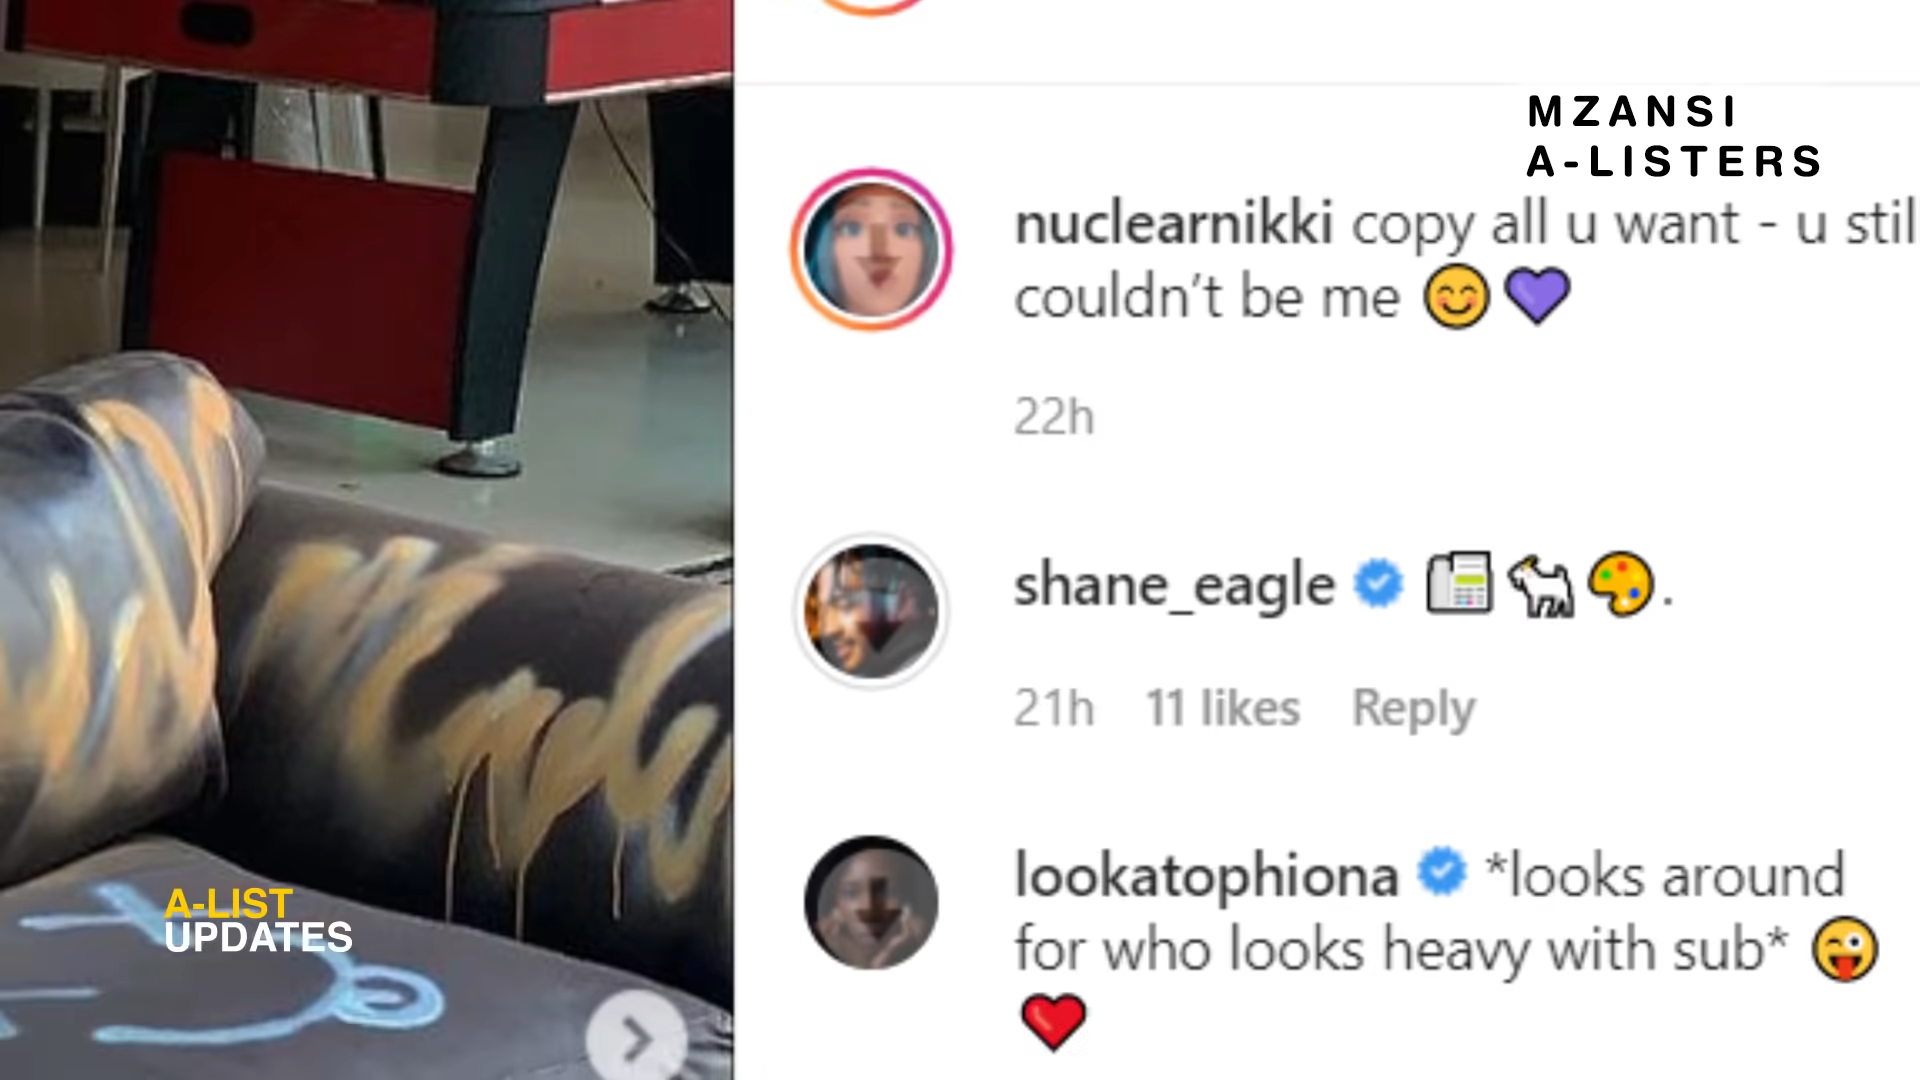 MZANSI
A-LISTERS
nuclearnikki copy all u want - u stil
couldn't be me 😊💜
22h
shane_eagle 📠🐐🎨.
21h 11 likes Reply
lookatophiona *looks around
for who looks heavy with sub* 😜
❤️
A-LIST
UPDATES